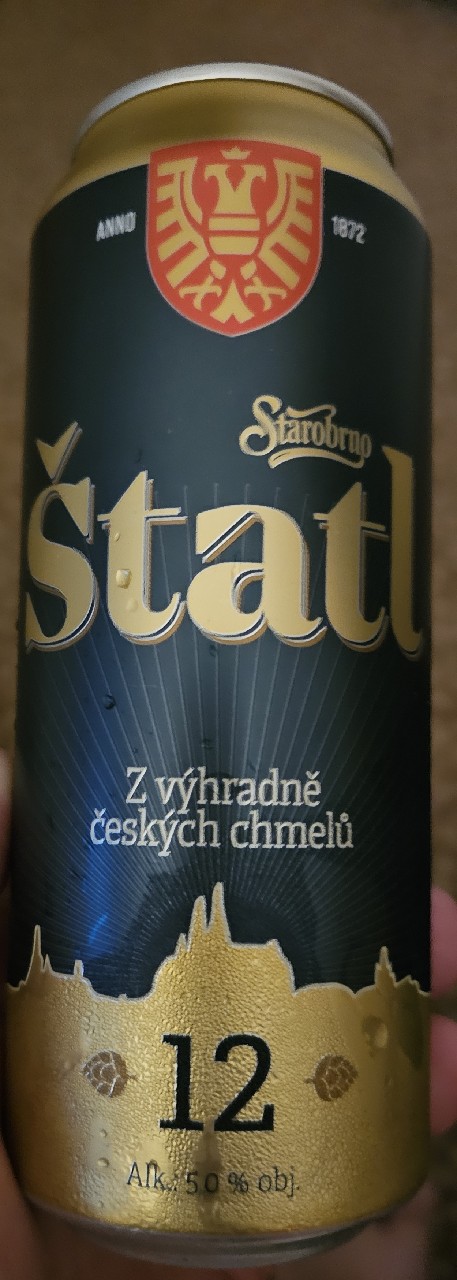 ANNO 1872
Starobrno
Štatl
Z výhradně
českých chmelů
12
Alk.: 5.0 % obj.